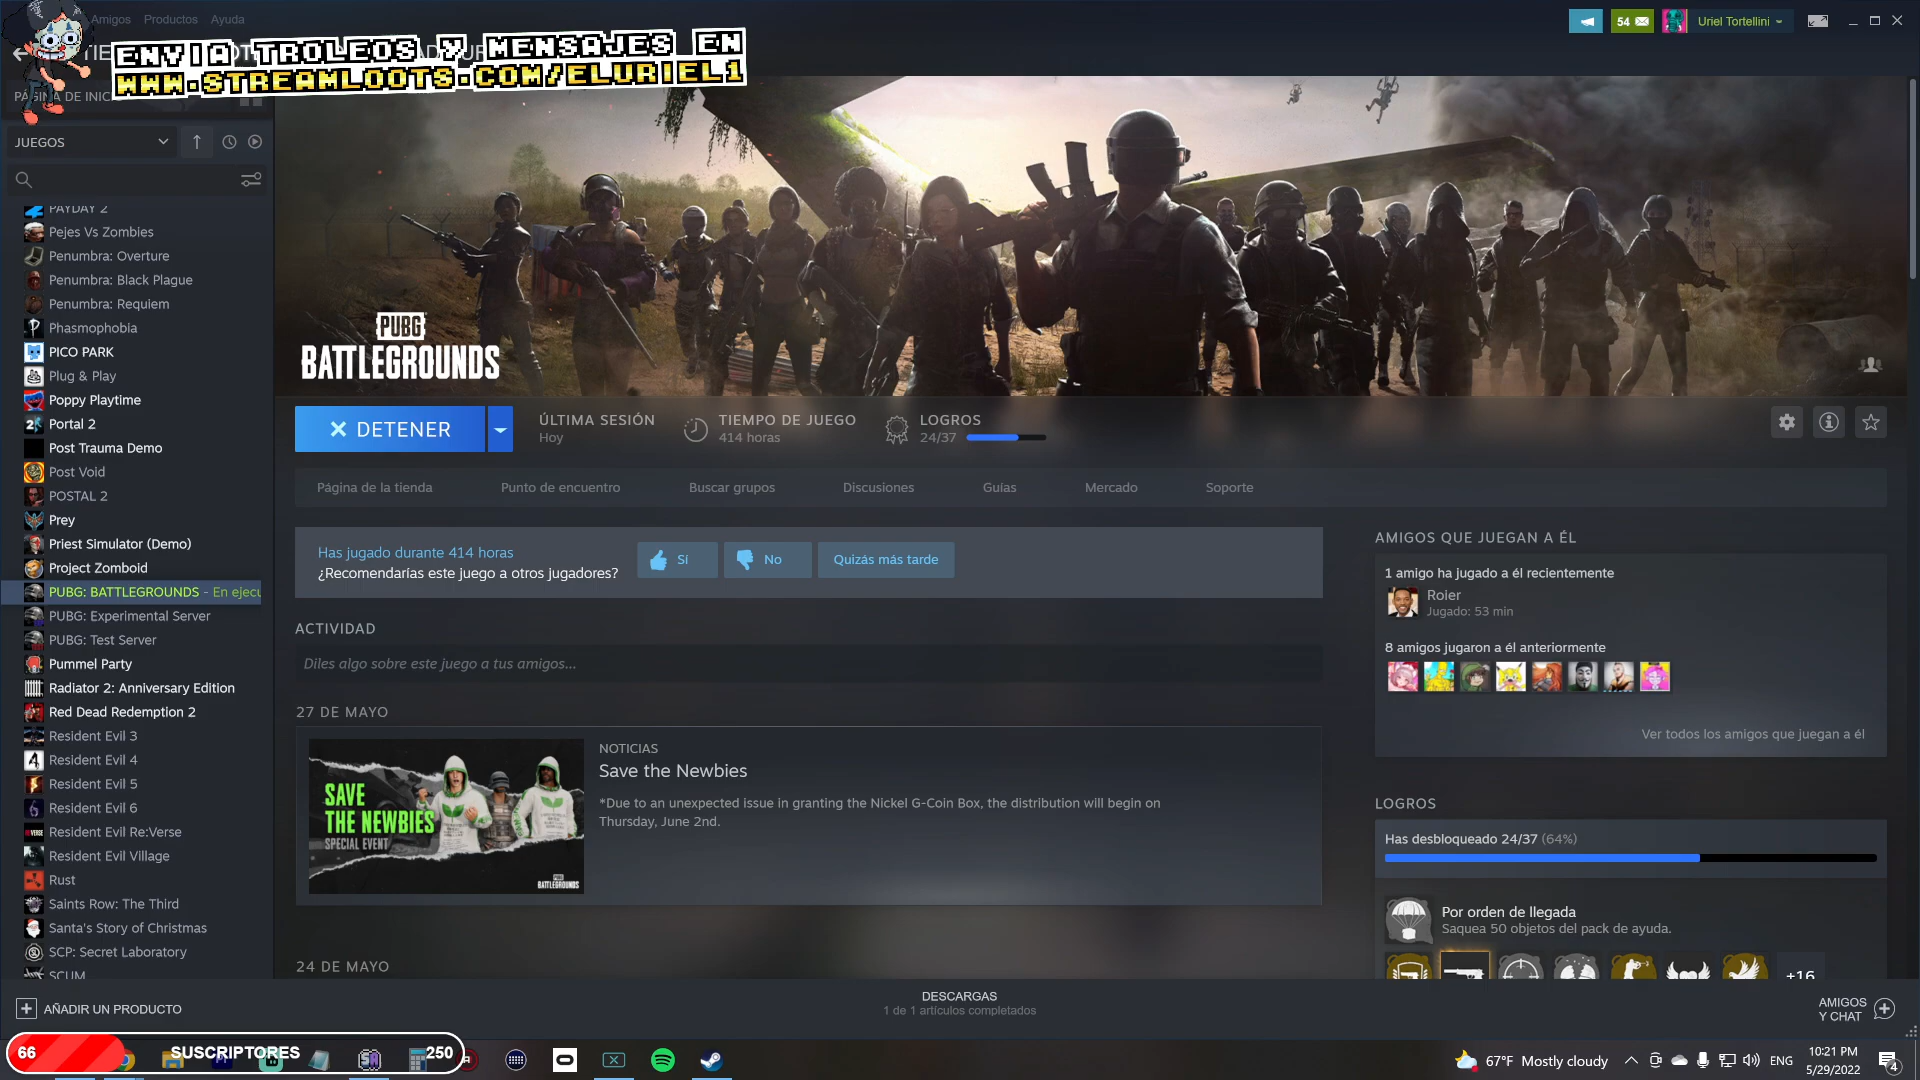 Amigos Productos Ayuda
54
Uriel Tortellini
ENVIA TROLEOS Y MENSAJES EN
WWW.STREAMLOOTS.COM/ELURIEL1
PÁGINA DE INICIO
JUEGOS
PAYDAY 2
Pejes Vs Zombies
Penumbra: Overture
Penumbra: Black Plague
Penumbra: Requiem
Phasmophobia
PICO PARK
Plug & Play
Poppy Playtime
Portal 2
Post Trauma Demo
Post Void
POSTAL 2
Prey
Priest Simulator (Demo)
Project Zomboid
PUBG: BATTLEGROUNDS - En ejecu
PUBG: Experimental Server
PUBG: Test Server
Pummel Party
Radiator 2: Anniversary Edition
Red Dead Redemption 2
Resident Evil 3
Resident Evil 4
Resident Evil 5
Resident Evil 6
Resident Evil Re:Verse
Resident Evil Village
Rust
Saints Row: The Third
Santa's Story of Christmas
SCP: Secret Laboratory
SCUM
PUBG
BATTLEGROUNDS
DETENER
ÚLTIMA SESIÓN
Hoy
TIEMPO DE JUEGO
414 horas
LOGROS
24/37
Página de la tienda Punto de encuentro Buscar grupos Discusiones Guías Mercado Soporte
Has jugado durante 414 horas
¿Recomendarías este juego a otros jugadores?
Sí
No
Quizás más tarde
ACTIVIDAD
Diles algo sobre este juego a tus amigos...
27 DE MAYO
SAVE
THE NEWBIES
SPECIAL EVENT
PUBG
BATTLEGROUNDS
NOTICIAS
Save the Newbies
*Due to an unexpected issue in granting the Nickel G-Coin Box, the distribution will begin on
Thursday, June 2nd.
24 DE MAYO
AMIGOS QUE JUEGAN A ÉL
1 amigo ha jugado a él recientemente
Roier
Jugado: 53 min
8 amigos jugaron a él anteriormente
Ver todos los amigos que juegan a él
LOGROS
Has desbloqueado 24/37 (64%)
Por orden de llegada
Saquea 50 objetos del pack de ayuda.
+16
AÑADIR UN PRODUCTO
DESCARGAS
1 de 1 artículos completados
AMIGOS
Y CHAT
66 SUSCRIPTORES 250
67°F Mostly cloudy
ENG
10:21 PM
5/29/2022
4